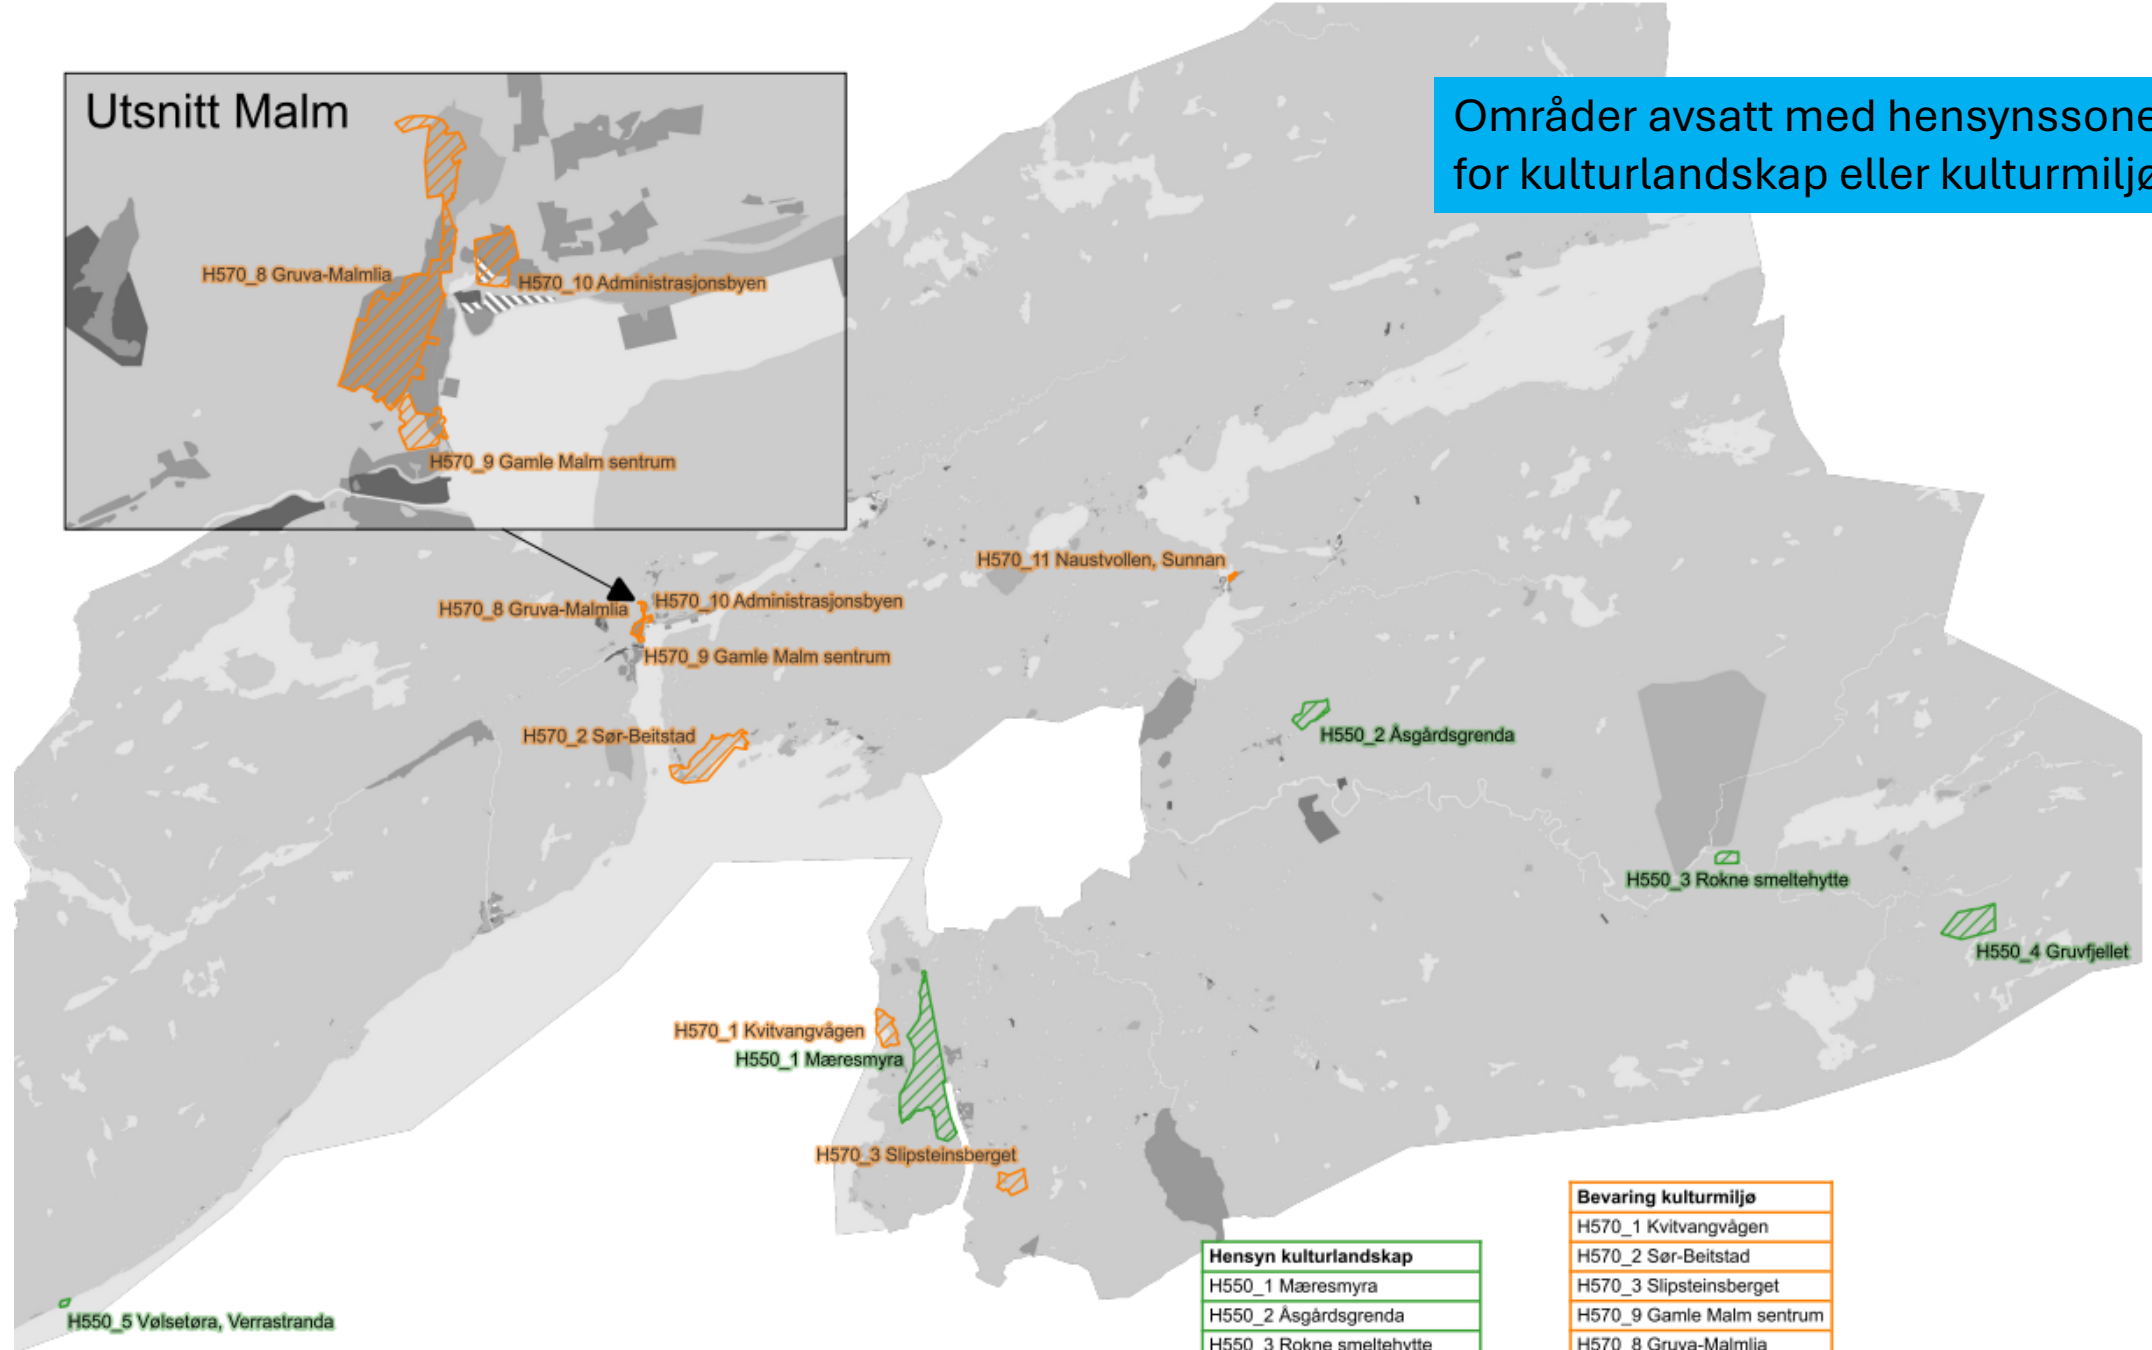 Utsnitt Malm
Områder avsatt med hensynssone
for kulturlandskap eller kulturmiljø
H570_8 Gruva-Malmlia
H570_10 Administrasjonsbyen
H570_9 Gamle Malm sentrum
H570_11 Naustvollen, Sunnan
H570_8 Gruva-Malmlia
H570_10 Administrasjonsbyen
H570_9 Gamle Malm sentrum
H570_2 Sør-Beitstad
H550_2 Åsgårdsgrenda
H550_3 Rokne smeltehytte
H550_4 Gruvfjellet
H570_1 Kvitvangvågen
H550_1 Mæresmyra
H570_3 Slipsteinsberget
H550_5 Vølsetøra, Verrastranda
Hensyn kulturlandskap
H550_1 Mæresmyra
H550_2 Åsgårdsgrenda
H550_3 Rokne smeltehytte
Bevaring kulturmiljø
H570_1 Kvitvangvågen
H570_2 Sør-Beitstad
H570_3 Slipsteinsberget
H570_9 Gamle Malm sentrum
H570_8 Gruva-Malmlia